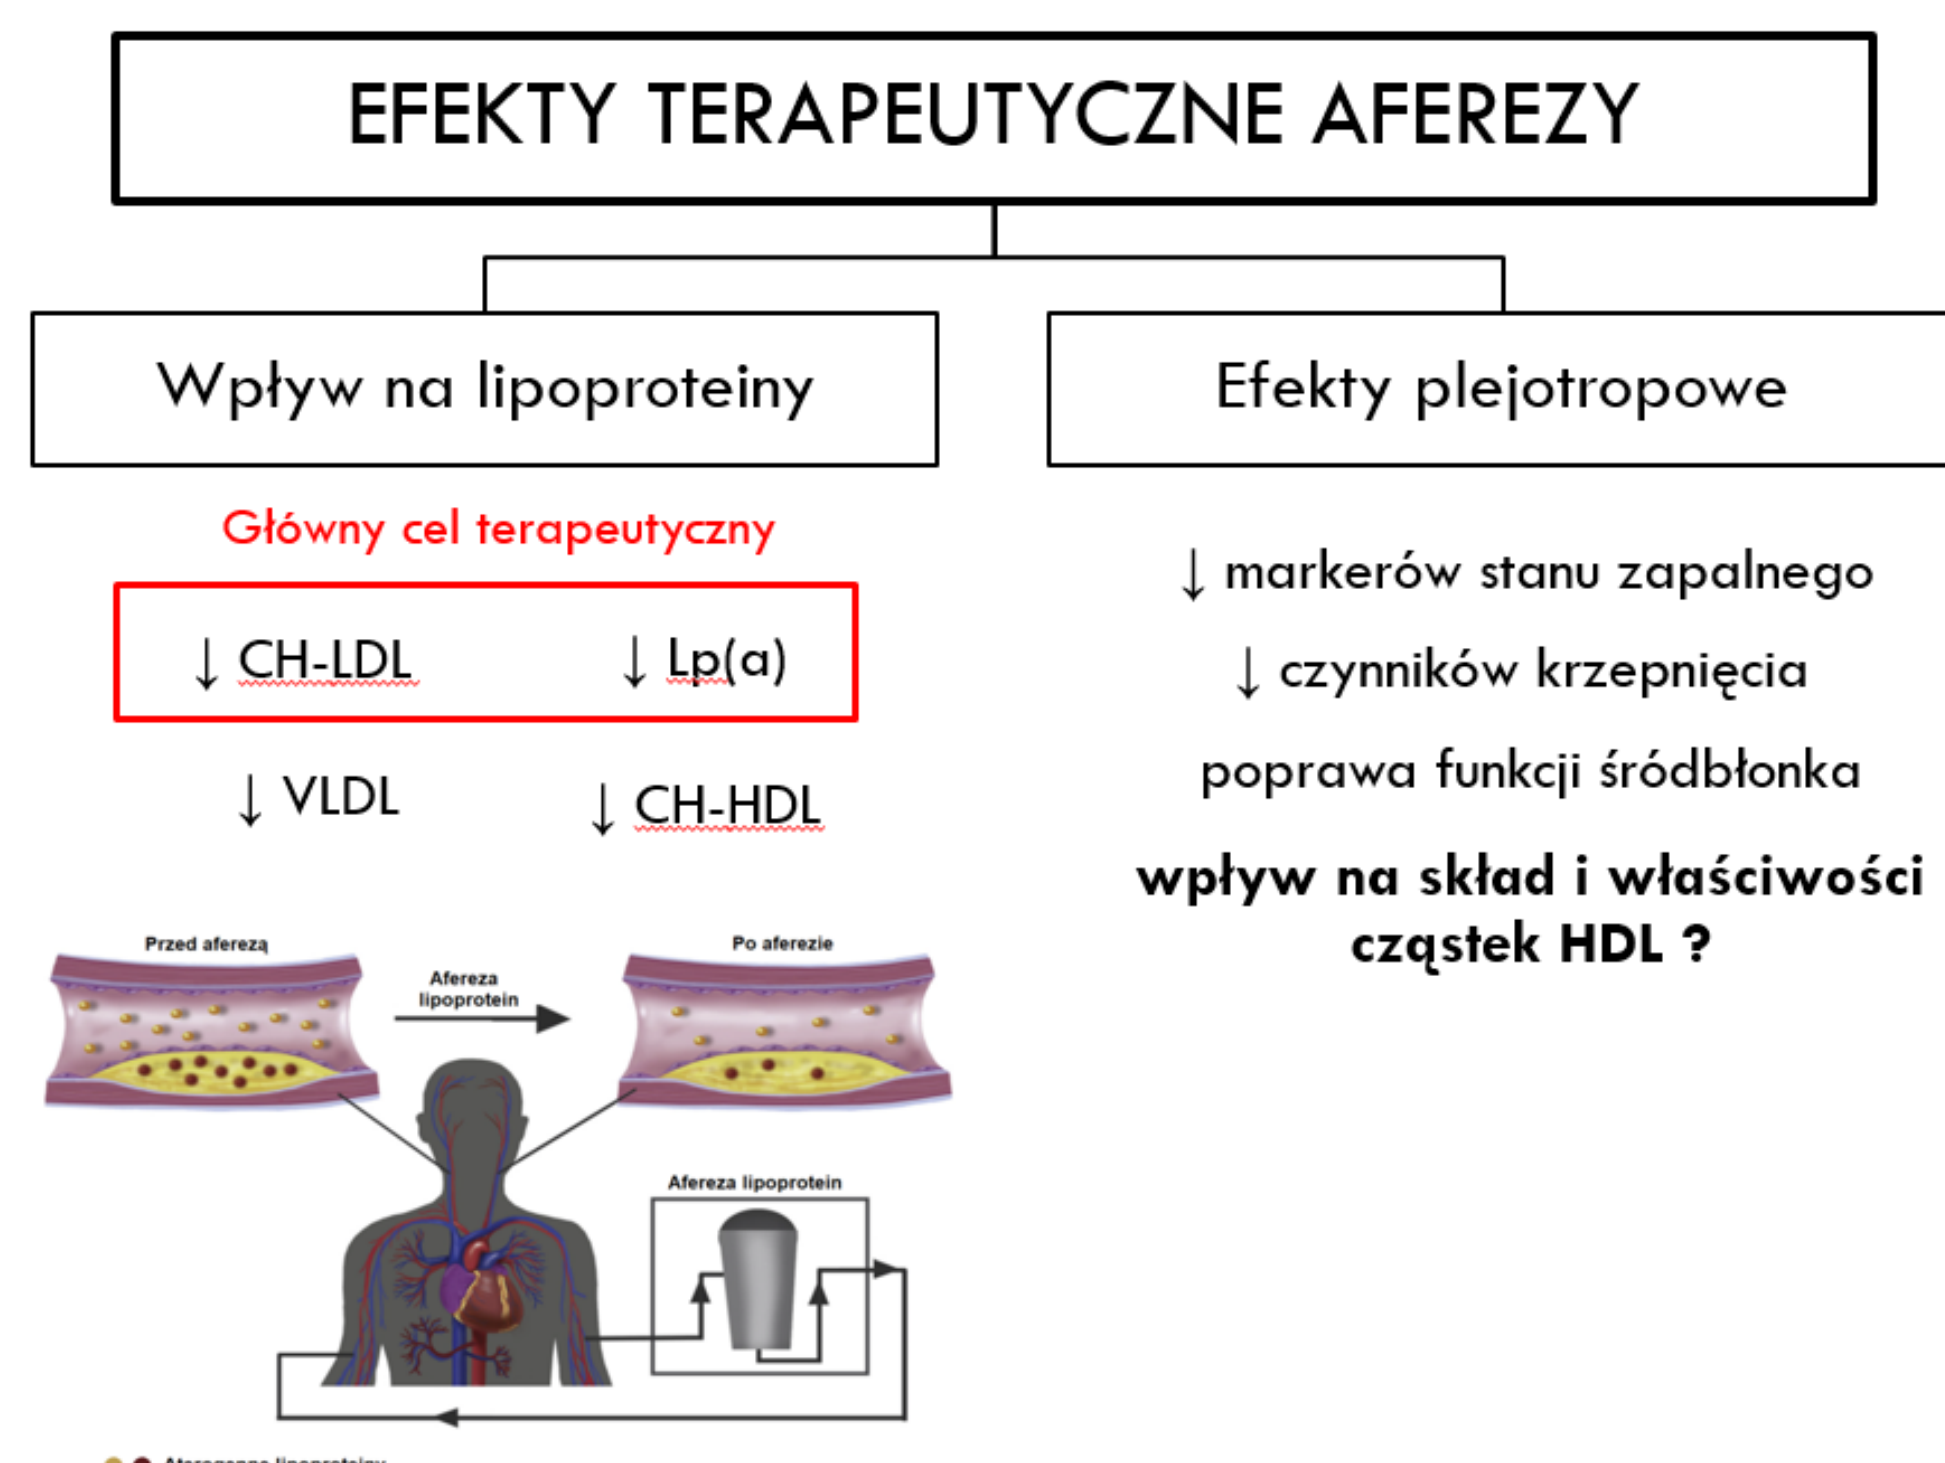 EFEKTY TERAPEUTYCZNE AFEREZY
Wpływ na lipoproteiny
Efekty plejotropowe
Główny cel terapeutyczny
↓ CH-LDL
↓ Lp(a)
↓ VLDL
↓ CH-HDL
↓ markerów stanu zapalnego
↓ czynników krzepnięcia
poprawa funkcji śródbłonka
wpływ na skład i właściwości
cząstek HDL ?
Przed aferezą
Afereza
lipoprotein
Po aferezie
Afereza lipoprotein